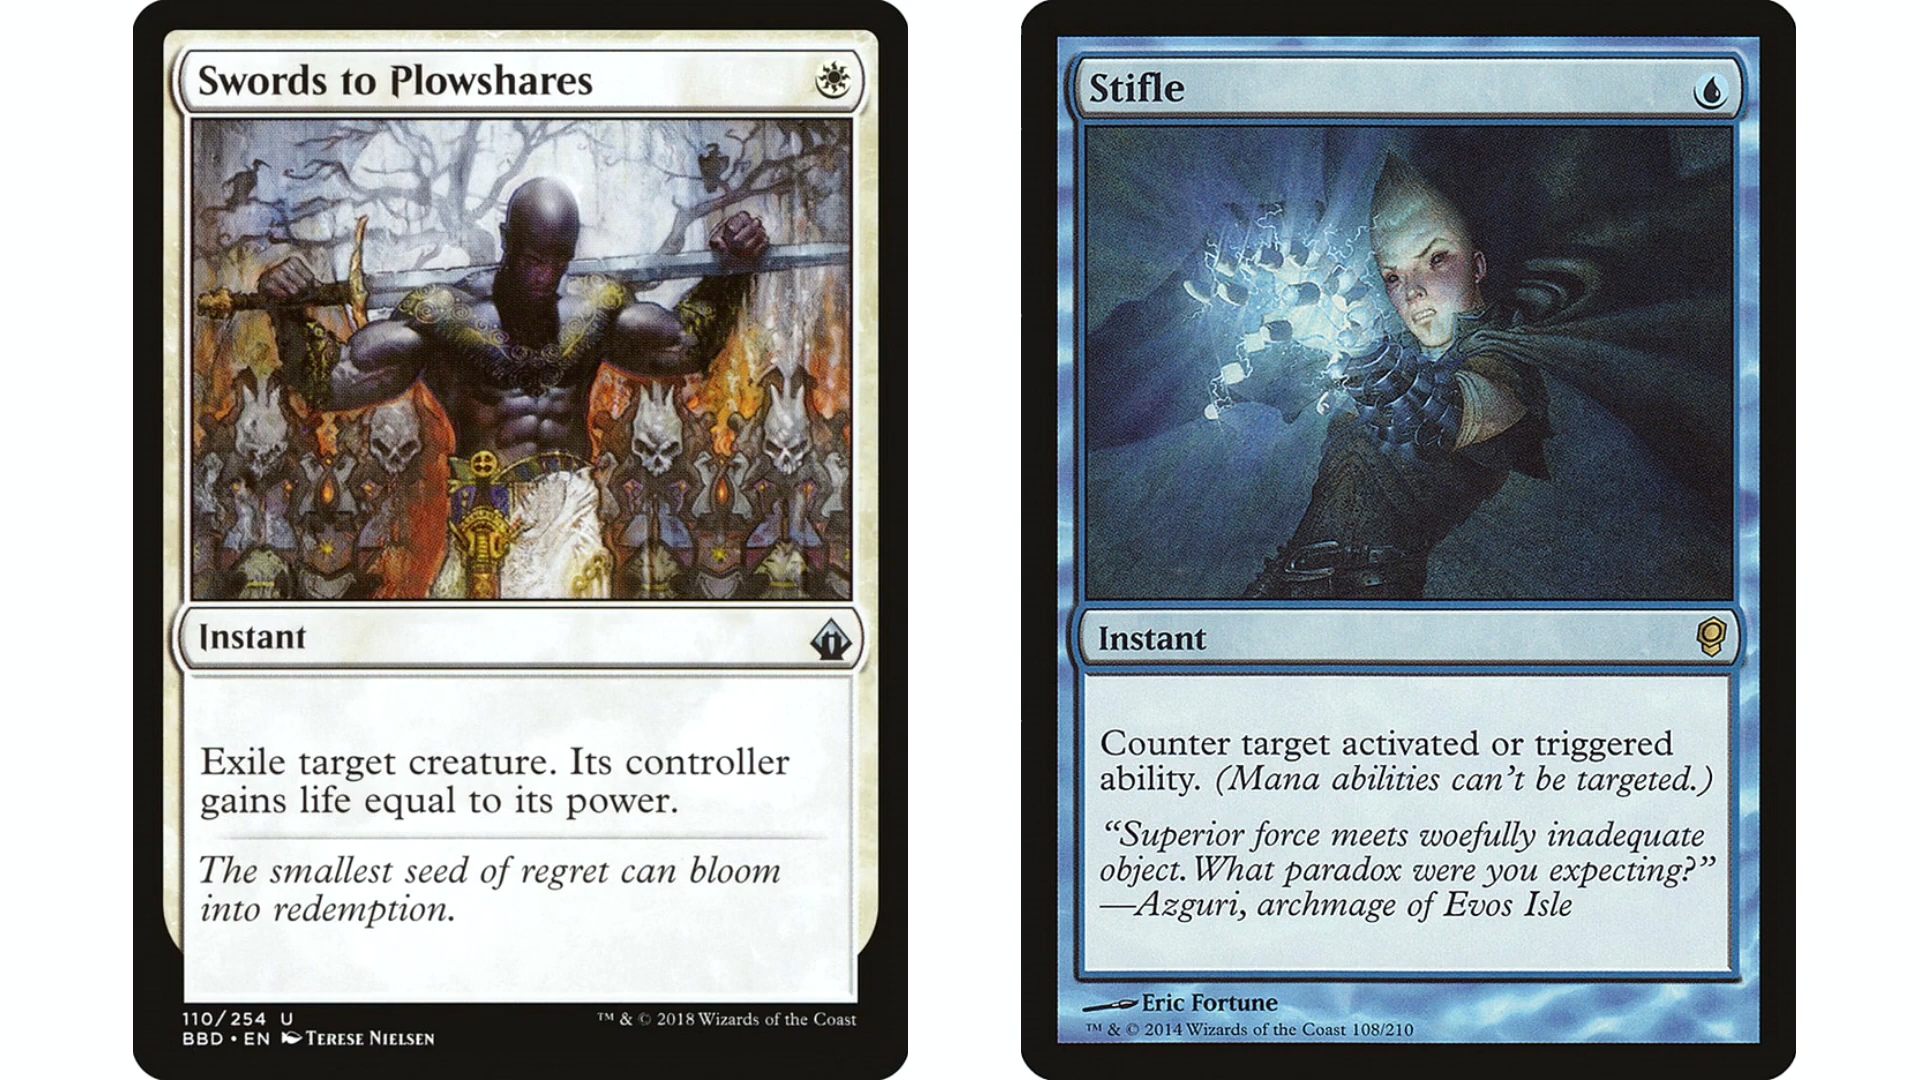 Swords to Plowshares
Instant
Exile target creature. Its controller
gains life equal to its power.
The smallest seed of regret can bloom
into redemption.
110/254 U
BBD • EN TERESE NIELSEN
™ & © 2018 Wizards of the Coast
Stifle
Instant
Counter target activated or triggered
ability. (Mana abilities can't be targeted.)
“Superior force meets woefully inadequate
object. What paradox were you expecting?”
—Azguri, archmage of Evos Isle
Eric Fortune
™ & © 2014 Wizards of the Coast 108/210